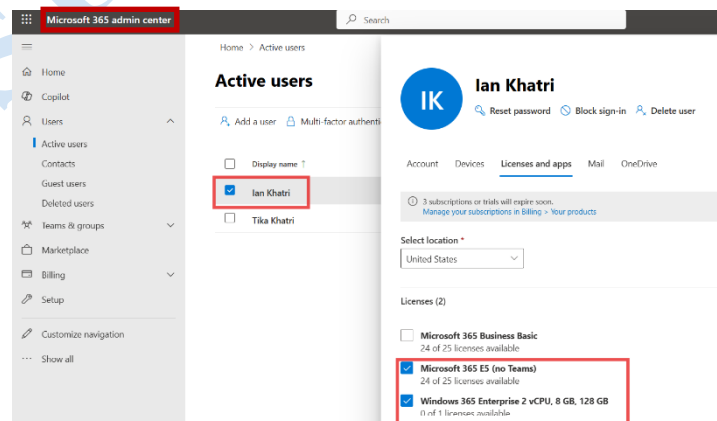 Microsoft 365 admin center
Search
Home
Copilot
Users
Active users
Contacts
Guest users
Deleted users
Teams & groups
Marketplace
Billing
Setup
Customize navigation
Show all
Home > Active users
Active users
Add a user
Multi-factor authenti
Display name ↑
Ian Khatri
Tika Khatri
IK
Ian Khatri
Reset password
Block sign-in
Delete user
Account Devices Licenses and apps Mail OneDrive
3 subscriptions or trials will expire soon.
Manage your subscriptions in Billing > Your products
Select location *
United States
Licenses (2)
Microsoft 365 Business Basic
24 of 25 licenses available
Microsoft 365 E5 (no Teams)
24 of 25 licenses available
Windows 365 Enterprise 2 vCPU, 8 GB, 128 GB
0 of 1 licenses available